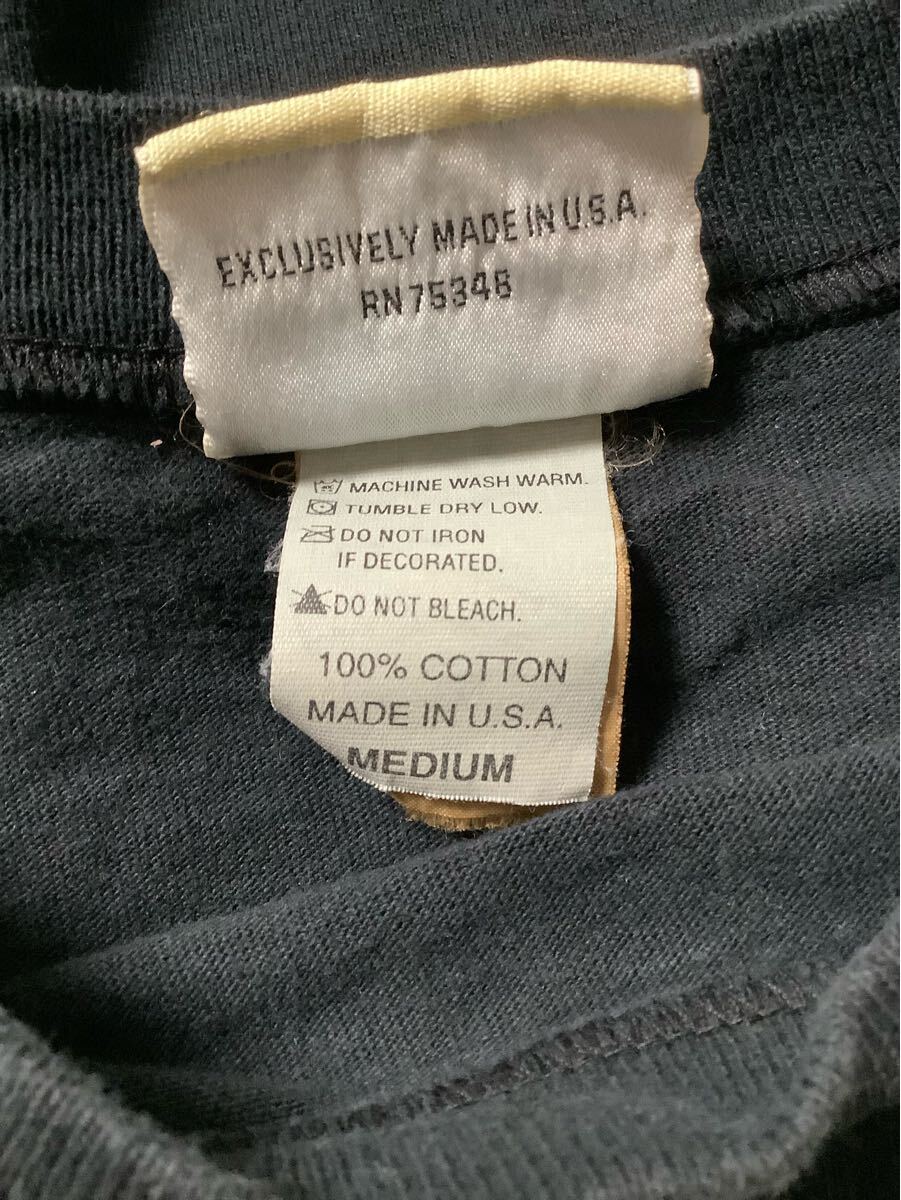 EXCLUSIVELY MADE IN U.S.A.
RN75348
MACHINE WASH WARM.
TUMBLE DRY LOW.
DO NOT IRON
IF DECORATED.
DO NOT BLEACH.
100% COTTON
MADE IN U.S.A.
MEDIUM